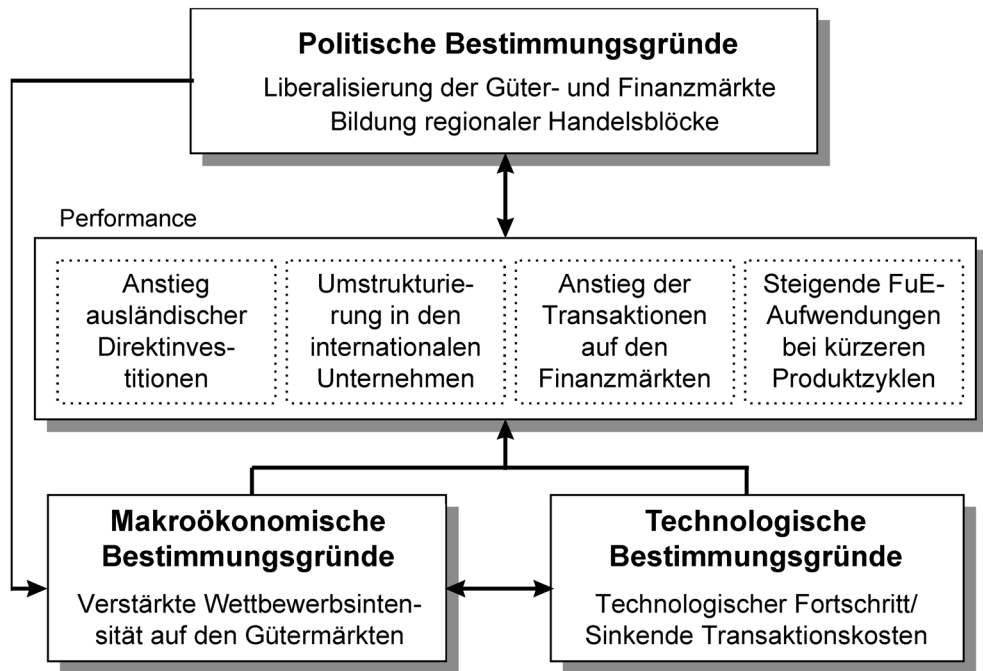 Politische Bestimmungsgründe
Liberalisierung der Güter- und Finanzmärkte
Bildung regionaler Handelsblöcke
Performance
Anstieg
ausländischer
Direktinves-
titionen
Umstrukturie-
rung in den
internationalen
Unternehmen
Anstieg der
Transaktionen
auf den
Finanzmärkten
Steigende FuE-
Aufwendungen
bei kürzeren
Produktzyklen
Makroökonomische
Bestimmungsgründe
Verstärkte Wettbewerbsinten-
sität auf den Gütermärkten
Technologische
Bestimmungsgründe
Technologischer Fortschritt/
Sinkende Transaktionskosten